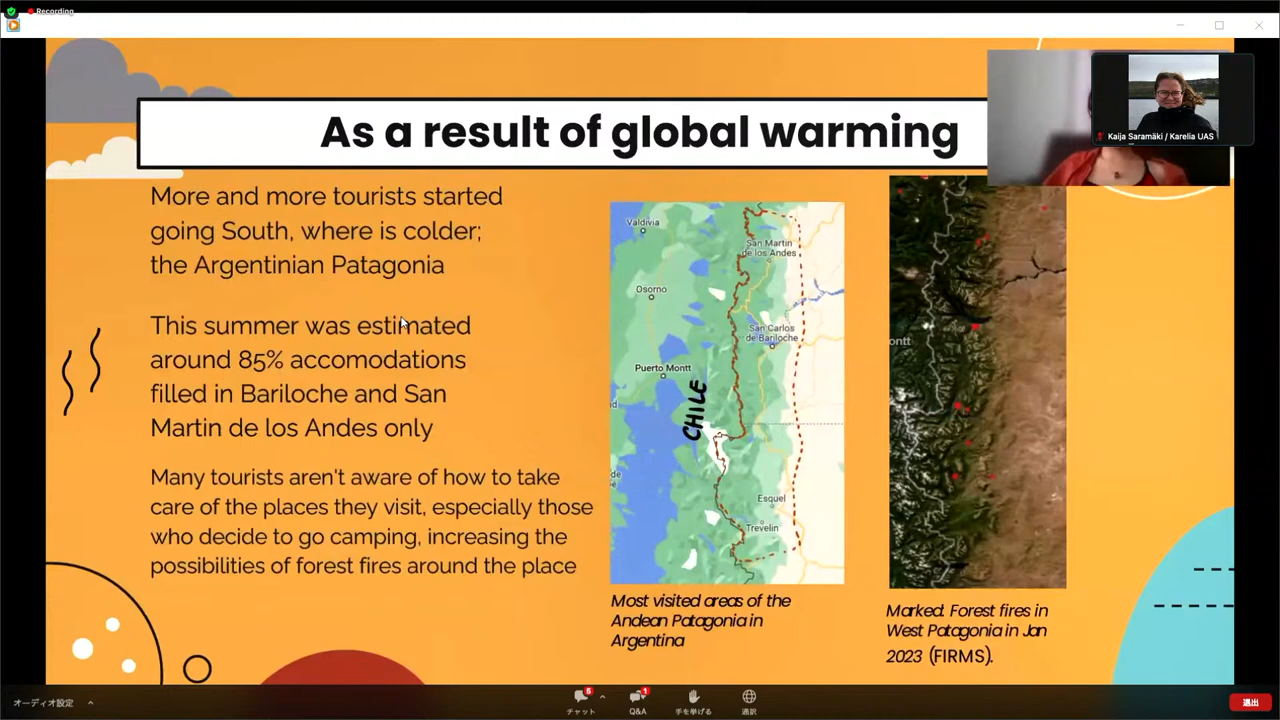 Recording
As a result of global warming
Kaija Saramäki / Karelia UAS
More and more tourists started
going South, where is colder;
the Argentinian Patagonia
This summer was estimated
around 85% accomodations
filled in Bariloche and San
Martin de los Andes only
Many tourists aren't aware of how to take
care of the places they visit, especially those
who decide to go camping, increasing the
possibilities of forest fires around the place
Valdivia
San Martin
de los Andes
Osorno
San Carlos
de Bariloche
Puerto Montt
CHILE
Esquel
Trevelin
ontt
Most visited areas of the
Andean Patagonia in
Argentina
Marked: Forest fires in
West Patagonia in Jan
2023 (FIRMS).
オーディオ設定
6
チャット
1
Q&A
手を挙げる
通訳
退出